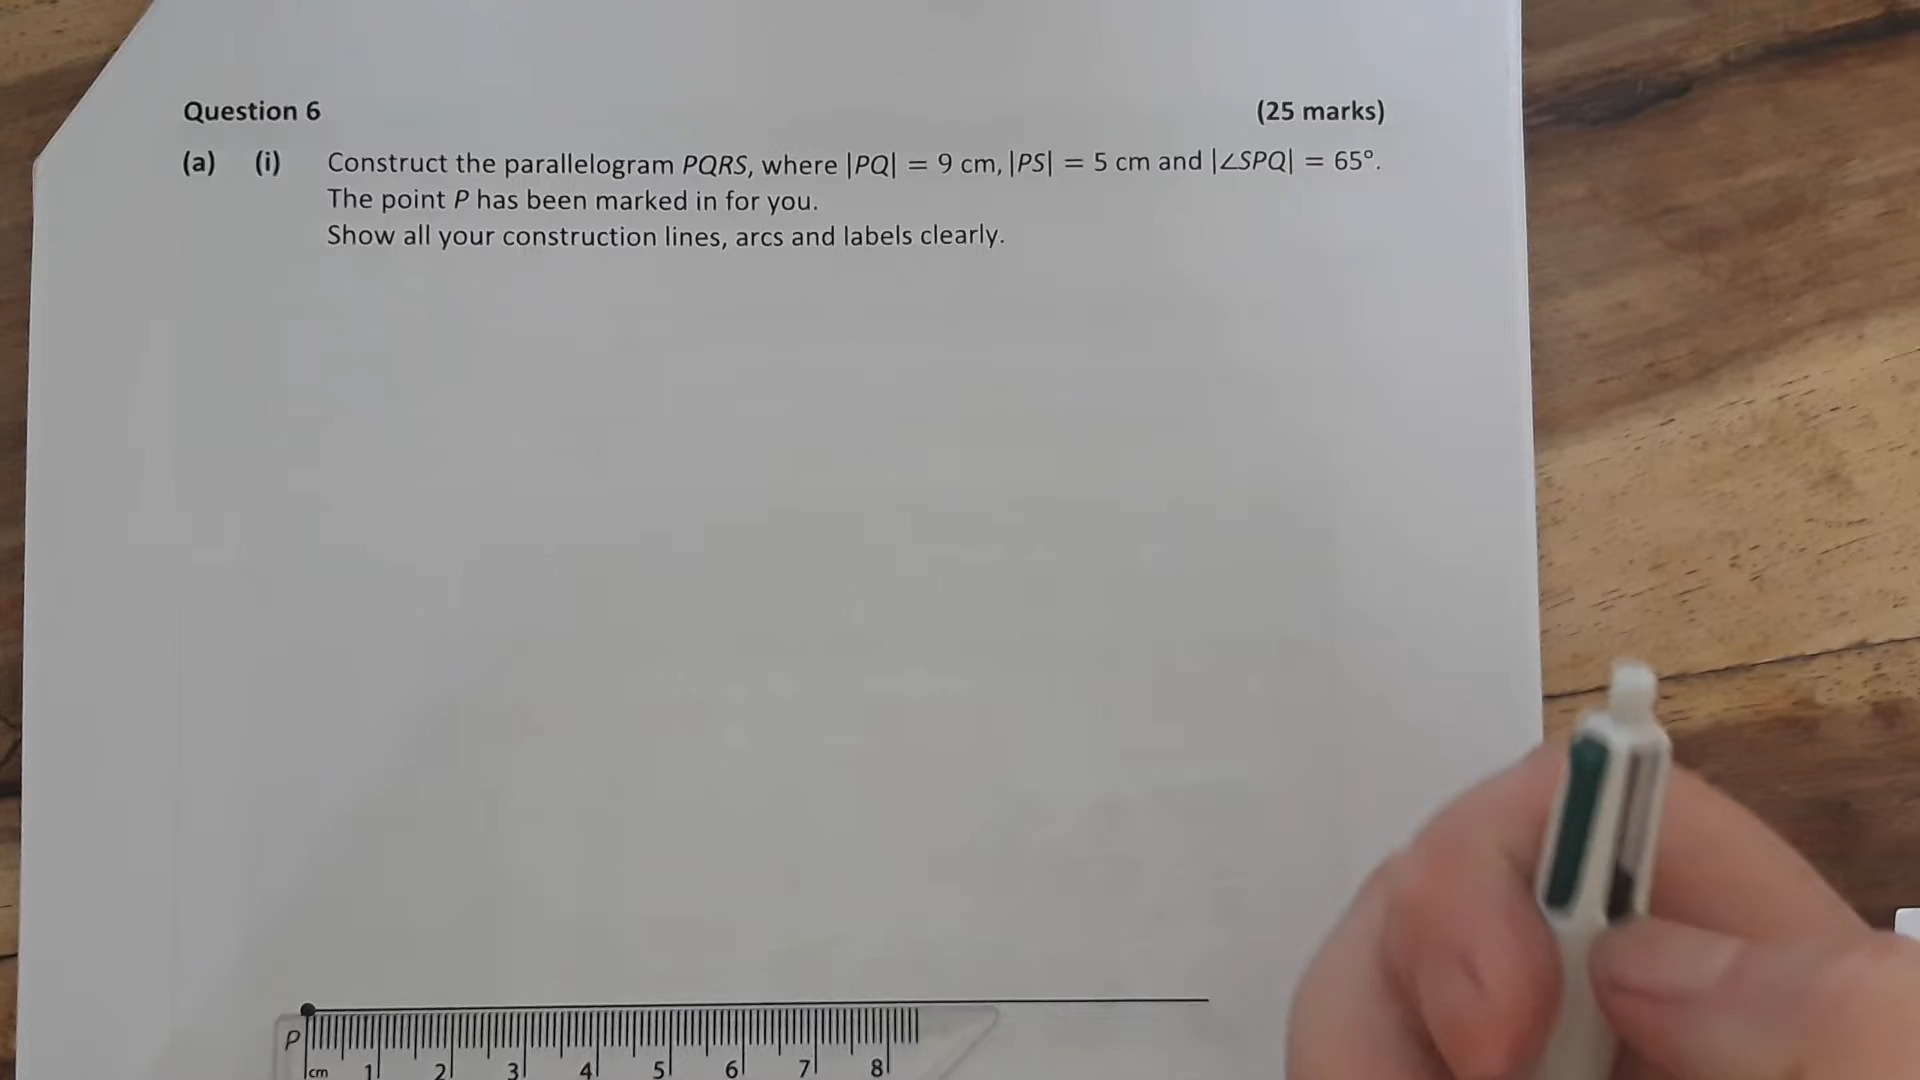 Question 6 (25 marks)
(a) (i) Construct the parallelogram PQRS, where |PQ| = 9 cm, |PS| = 5 cm and |∠SPQ| = 65°.
The point P has been marked in for you.
Show all your construction lines, arcs and labels clearly.
P
cm 1 2 3 4 5 6 7 8